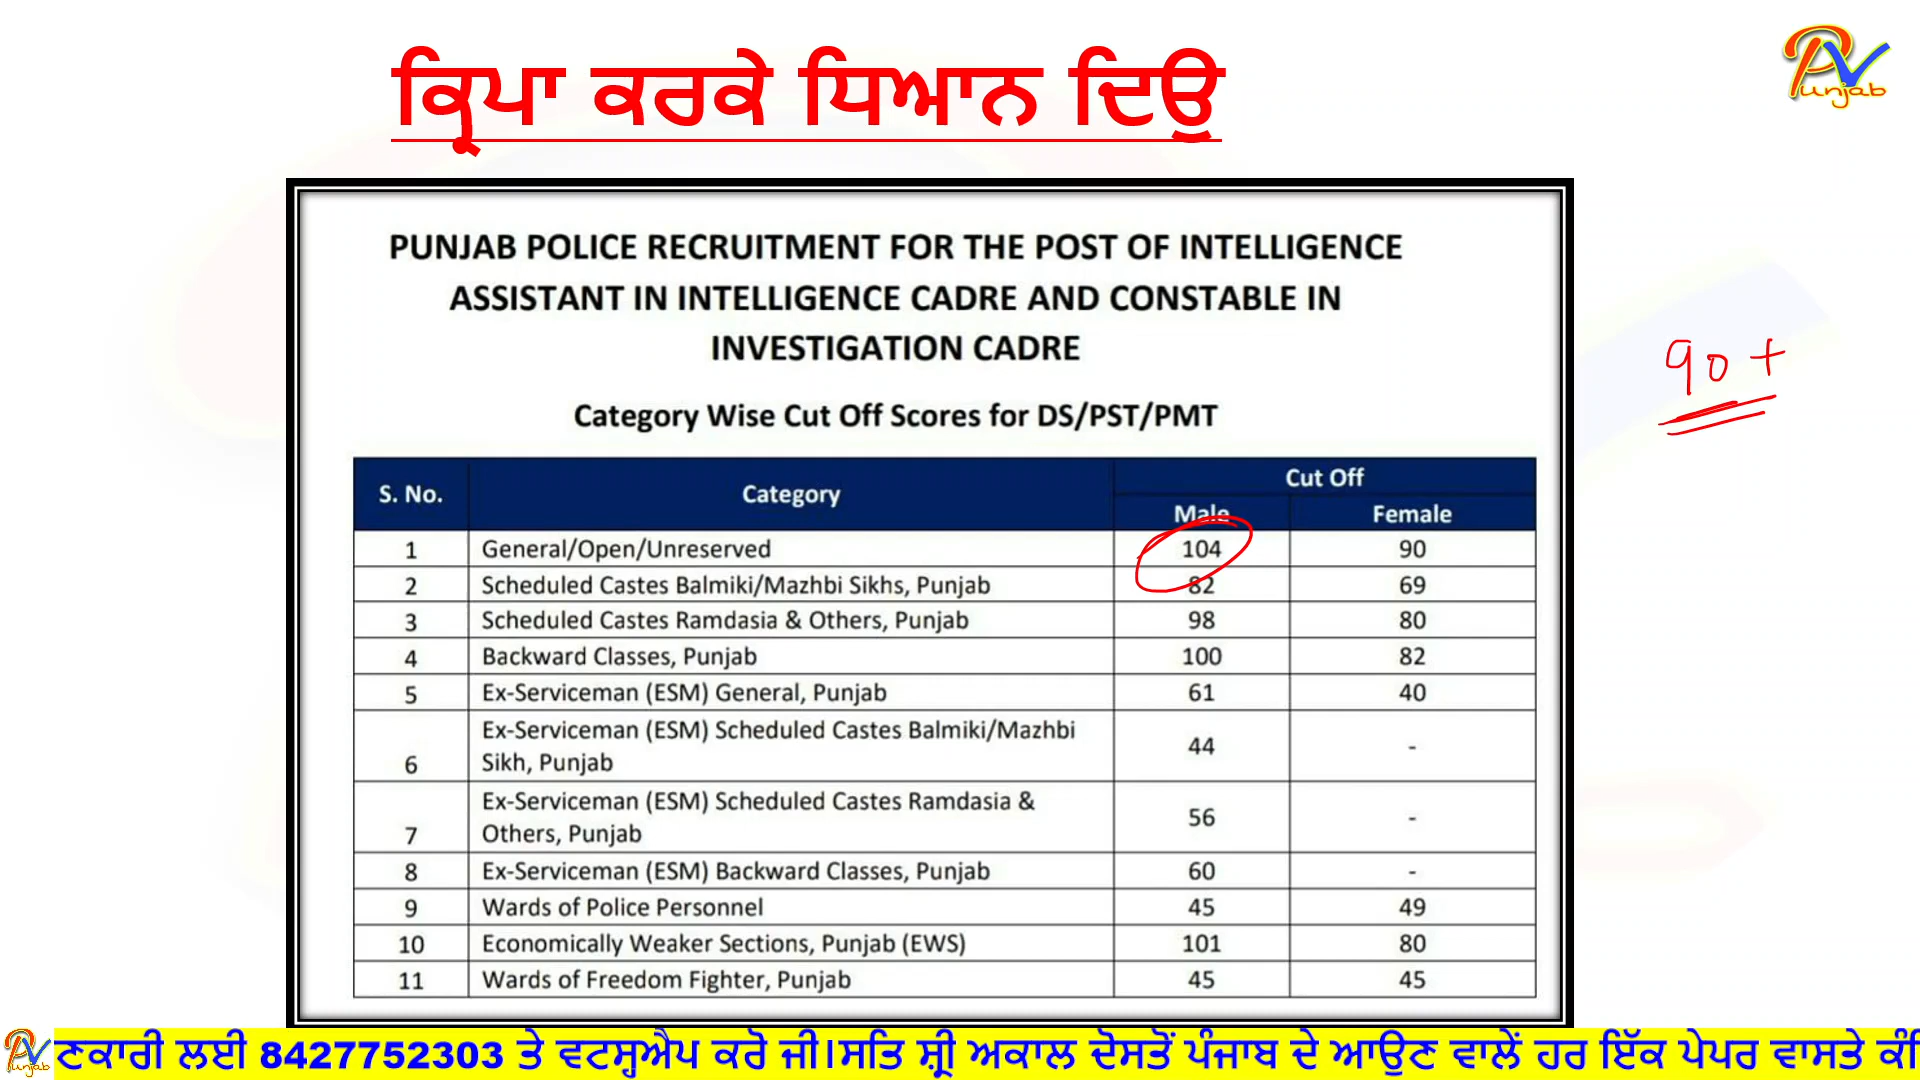 ਕ੍ਰਿਪਾ ਕਰਕੇ ਧਿਆਨ ਦਿਉ
PV Punjab
PUNJAB POLICE RECRUITMENT FOR THE POST OF INTELLIGENCE
ASSISTANT IN INTELLIGENCE CADRE AND CONSTABLE IN
INVESTIGATION CADRE
90 +
Category Wise Cut Off Scores for DS/PST/PMT
S. No. Category Cut Off
Male Female
1 General/Open/Unreserved 104 90
2 Scheduled Castes Balmiki/Mazhbi Sikhs, Punjab 82 69
3 Scheduled Castes Ramdasia & Others, Punjab 98 80
4 Backward Classes, Punjab 100 82
5 Ex-Serviceman (ESM) General, Punjab 61 40
6 Ex-Serviceman (ESM) Scheduled Castes Balmiki/Mazhbi 44 -
Sikh, Punjab
7 Ex-Serviceman (ESM) Scheduled Castes Ramdasia & 56 -
Others, Punjab
8 Ex-Serviceman (ESM) Backward Classes, Punjab 60 -
9 Wards of Police Personnel 45 49
10 Economically Weaker Sections, Punjab (EWS) 101 80
11 Wards of Freedom Fighter, Punjab 45 45
PV Punjab
ਣਕਾਰੀ ਲਈ 8427752303 ਤੇ ਵਟਸ੍ਹਐਪ ਕਰੋ ਜੀ।ਸਤਿ ਸ਼੍ਰੀ ਅਕਾਲ ਦੋਸਤੋਂ ਪੰਜਾਬ ਦੇ ਆਉਣ ਵਾਲੇਂ ਹਰ ਇੱਕ ਪੇਪਰ ਵਾਸਤੇ